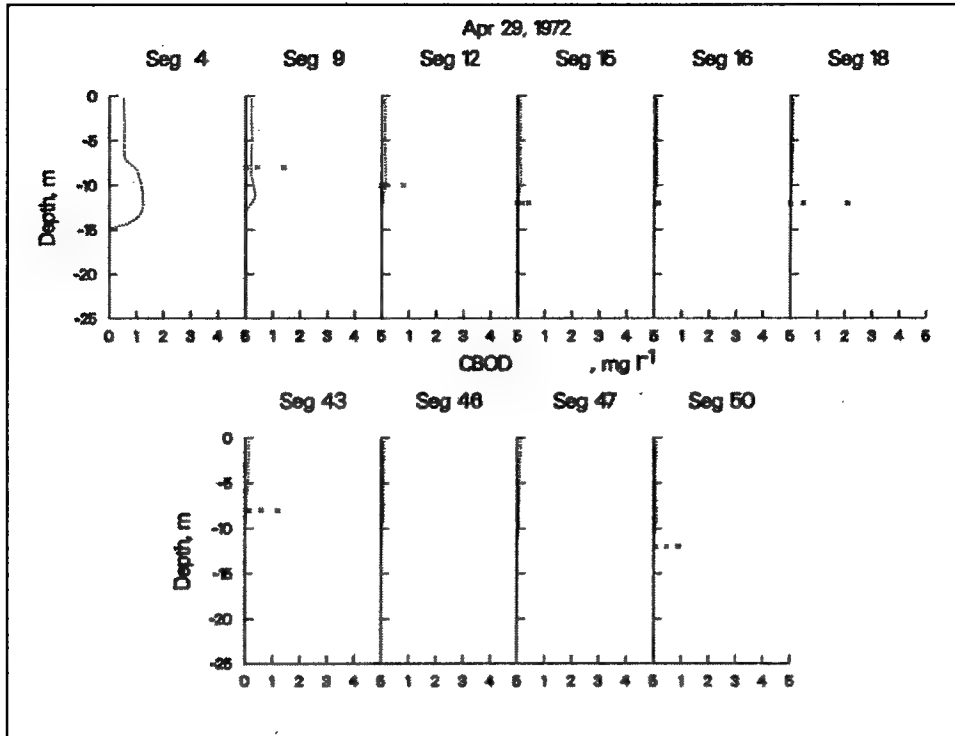 Apr 29, 1972
Seg 4 Seg 9 Seg 12 Seg 15 Seg 16 Seg 18
0
-5
-10
-15
-20
-25
Depth, m
0 1 2 3 4 5 1 2 3 4 5 1 2 3 4 5 1 2 3 4 5 1 2 3 4 5 1 2 3 4 5
CBOD , mg l-1
Seg 43 Seg 46 Seg 47 Seg 50
0
-5
-10
-15
-20
-25
Depth, m
0 1 2 3 4 5 1 2 3 4 5 1 2 3 4 5 1 2 3 4 5